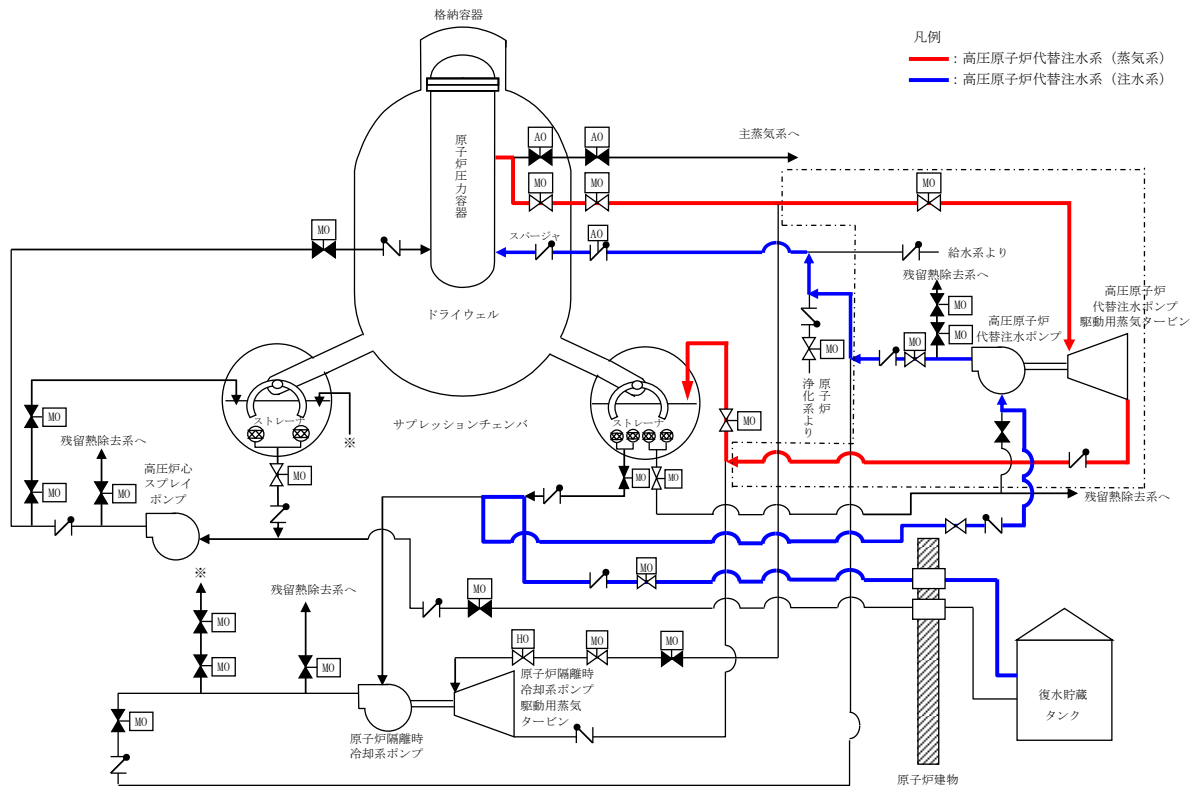 格納容器
凡例
：高圧原子炉代替注水系（蒸気系）
：高圧原子炉代替注水系（注水系）
原子炉圧力容器
AO
AO
主蒸気系へ
MO
MO
MO
MO
スパージャ
AO
給水系より
残留熱除去系へ
MO
MO
高圧原子炉
代替注水ポンプ
駆動用蒸気タービン
高圧原子炉
代替注水ポンプ
MO
MO
原子炉
浄化系より
ドライウェル
サプレッションチェンバ
ストレーナ
ストレーナ
※
MO
MO
残留熱除去系へ
MO
MO
高圧炉心
スプレイ
ポンプ
MO
MO
MO
MO
残留熱除去系へ
※
残留熱除去系へ
MO
MO
MO
MO
MO
MO
HO
MO
MO
原子炉隔離時
冷却系ポンプ
駆動用蒸気
タービン
原子炉隔離時
冷却系ポンプ
復水貯蔵
タンク
原子炉建物